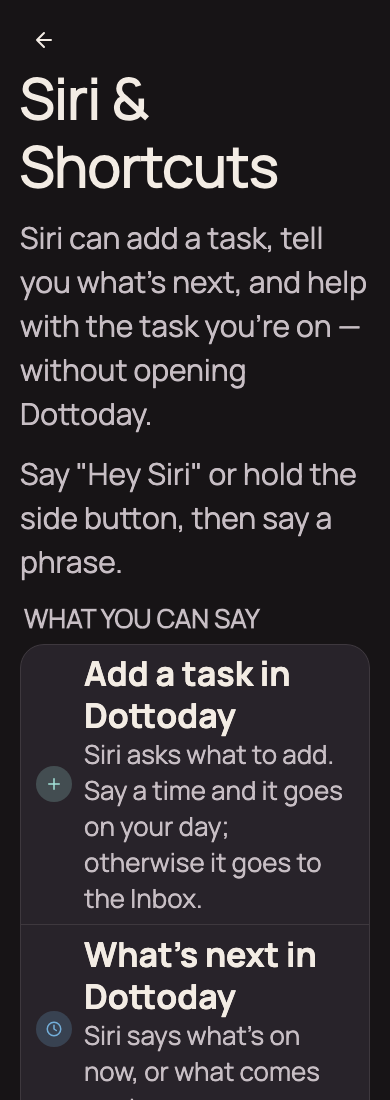 Siri &
Shortcuts
Siri can add a task, tell
you what's next, and help
with the task you're on —
without opening
Dottoday.
Say "Hey Siri" or hold the
side button, then say a
phrase.
WHAT YOU CAN SAY
Add a task in
Dottoday
Siri asks what to add.
Say a time and it goes
on your day;
otherwise it goes to
the Inbox.
What's next in
Dottoday
Siri says what's on
now, or what comes